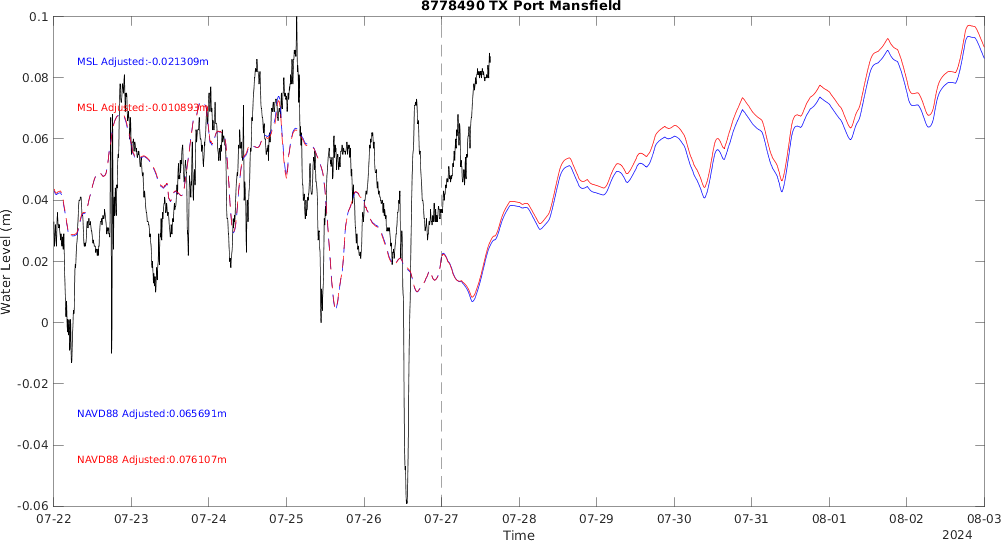 8778490 TX Port Mansfield
0.1
MSL Adjusted:-0.021309m
0.08
MSL Adjusted:-0.010893m
0.06
0.04
0.02
0
-0.02
NAVD88 Adjusted:0.065691m
-0.04
NAVD88 Adjusted:0.076107m
-0.06
Water Level (m)
07-22 07-23 07-24 07-25 07-26 07-27 07-28 07-29 07-30 07-31 08-01 08-02 08-03
Time
2024